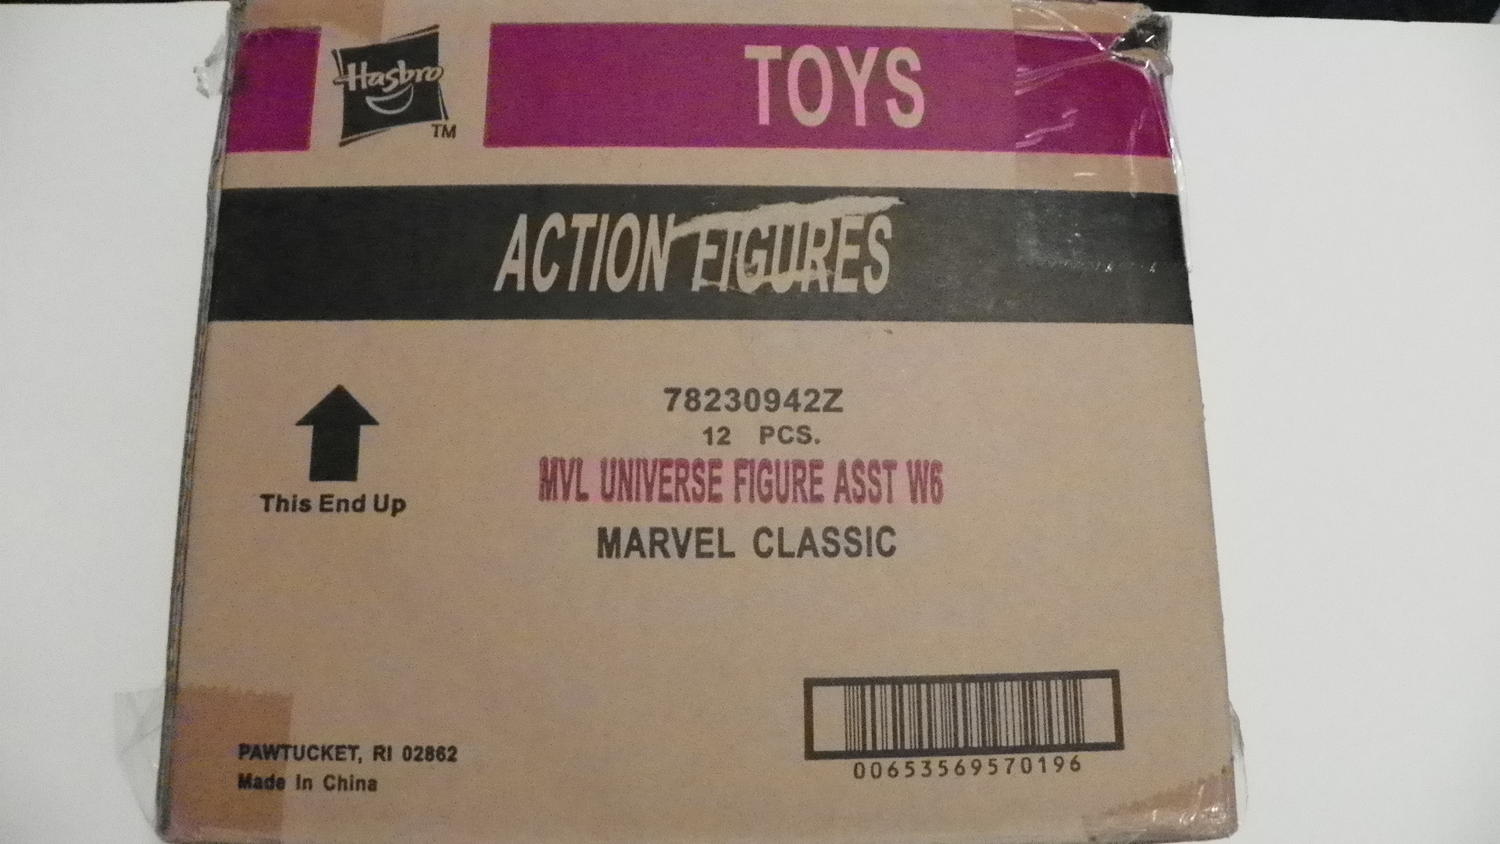 Hasbro
TM
TOYS
ACTION FIGURES
78230942Z
12 PCS.
MVL UNIVERSE FIGURE ASST W6
MARVEL CLASSIC
This End Up
PAWTUCKET, RI 02862
Made In China
00653569570196